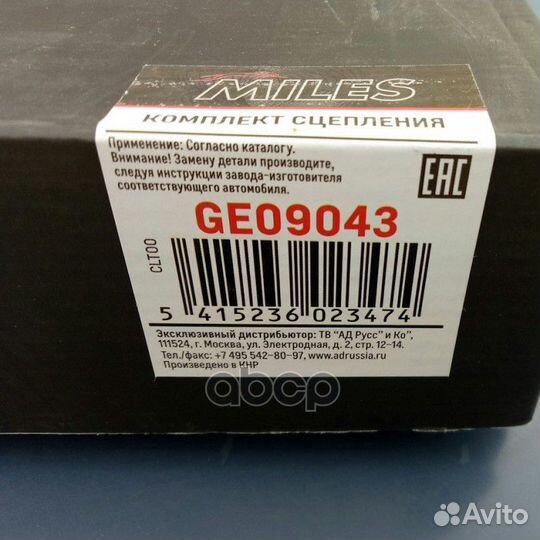 MILES
КОМПЛЕКТ СЦЕПЛЕНИЯ
Применение: Согласно каталогу.
Внимание! Замену детали производите,
следуя инструкции завода-изготовителя
соответствующего автомобиля.
EAC
GE09043
CLT00
5 415236 023474
Эксклюзивный дистрибьютор: ТВ "АД Русс" и Ко",
111524, г. Москва, ул. Электродная, д. 2, стр. 12-14.
Тел./факс: +7 495 542-80-97, www.adrussia.ru
Произведено в КНР
abcp
Avito